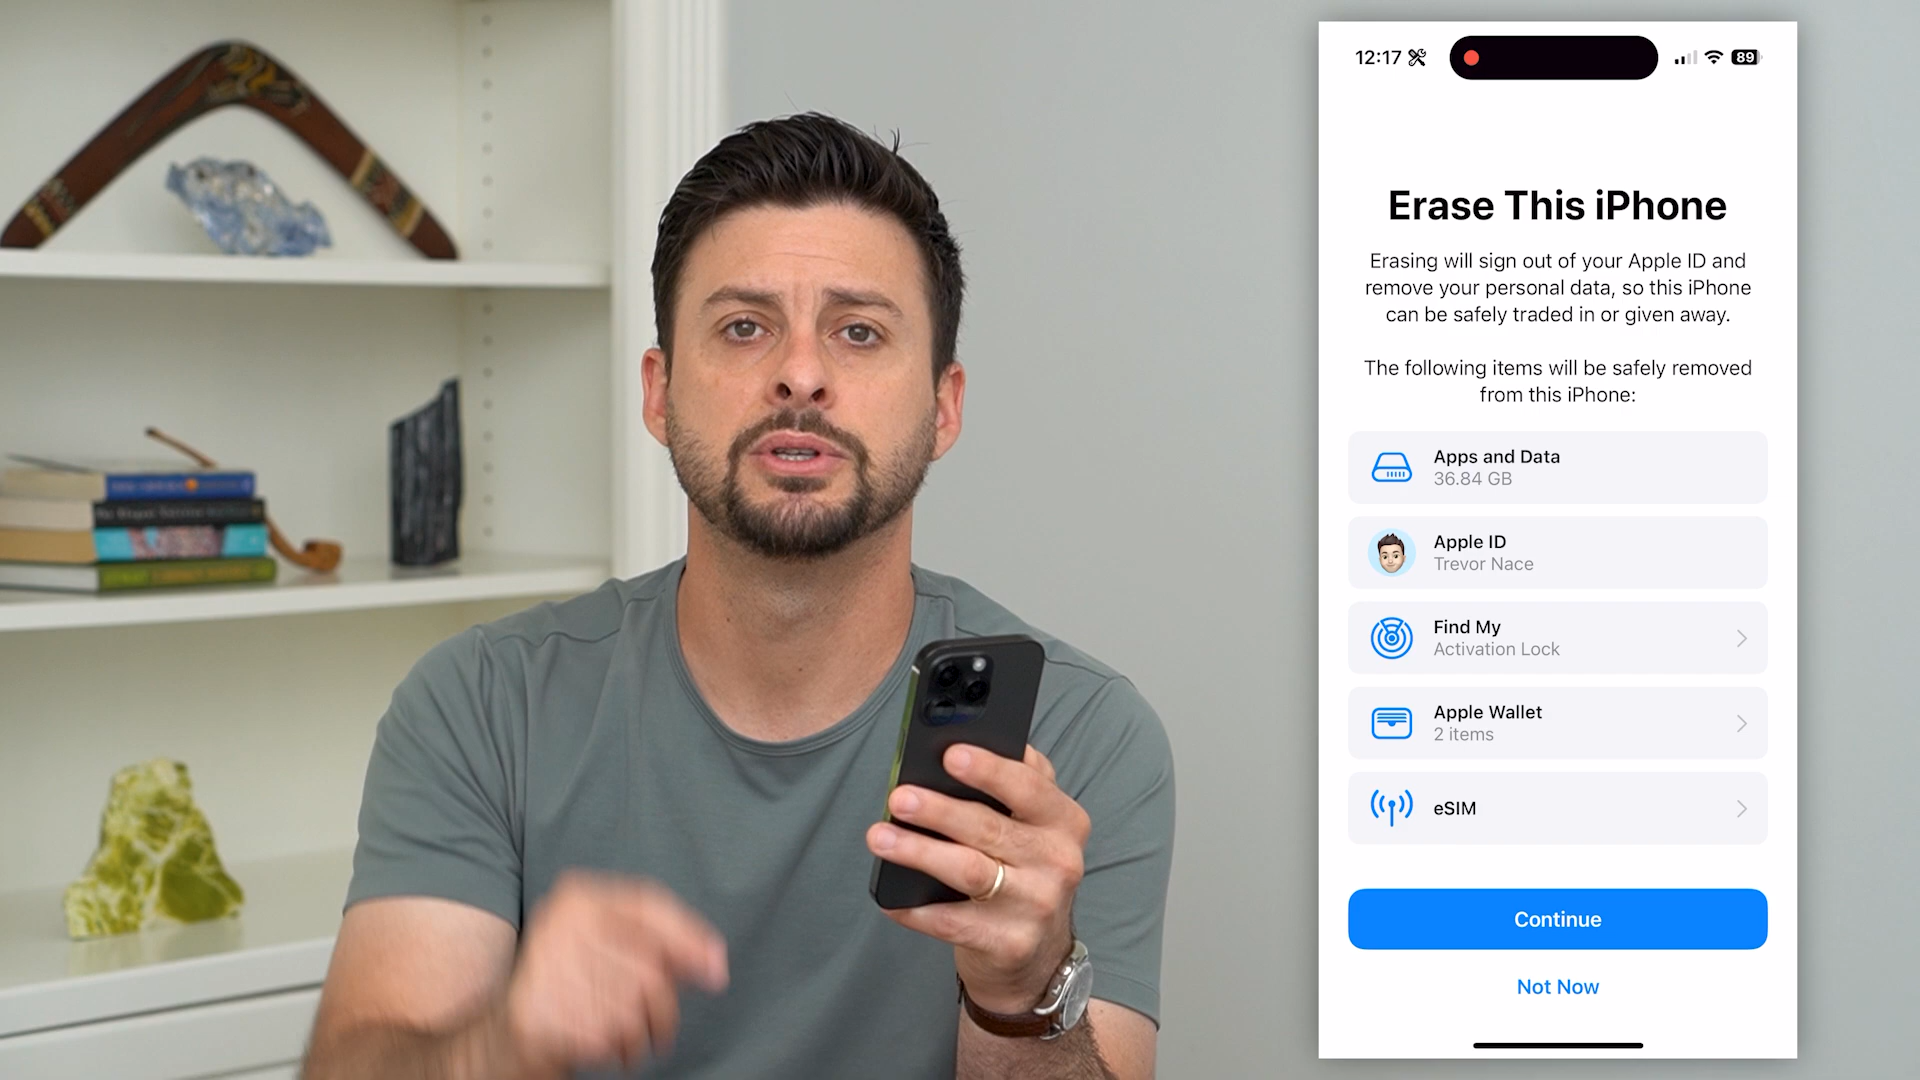 12:17
89
Erase This iPhone
Erasing will sign out of your Apple ID and
remove your personal data, so this iPhone
can be safely traded in or given away.
The following items will be safely removed
from this iPhone:
Apps and Data
36.84 GB
Apple ID
Trevor Nace
Find My
Activation Lock
Apple Wallet
2 items
eSIM
Continue
Not Now